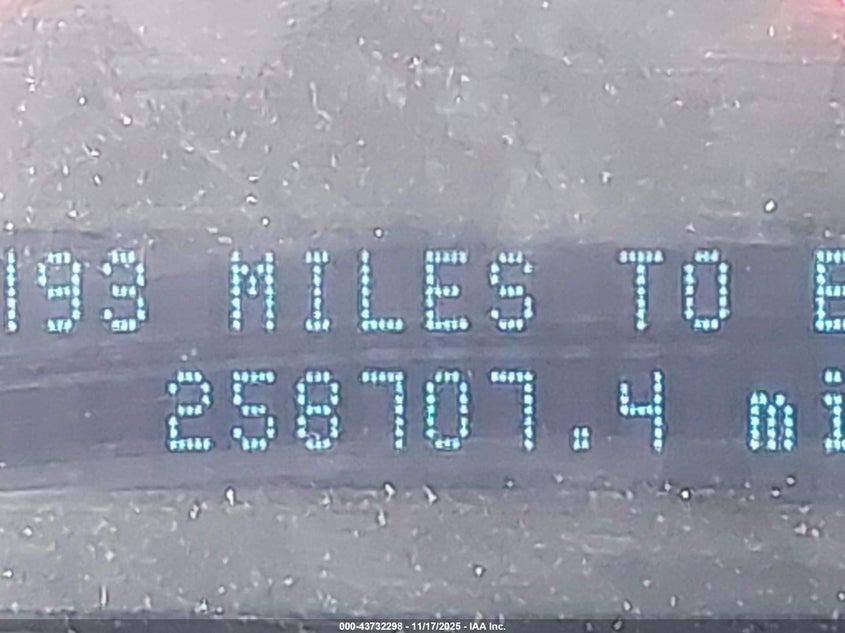 193 MILES TO E
258707.4 mi
000-43732298 - 11/17/2025 - IAA Inc.